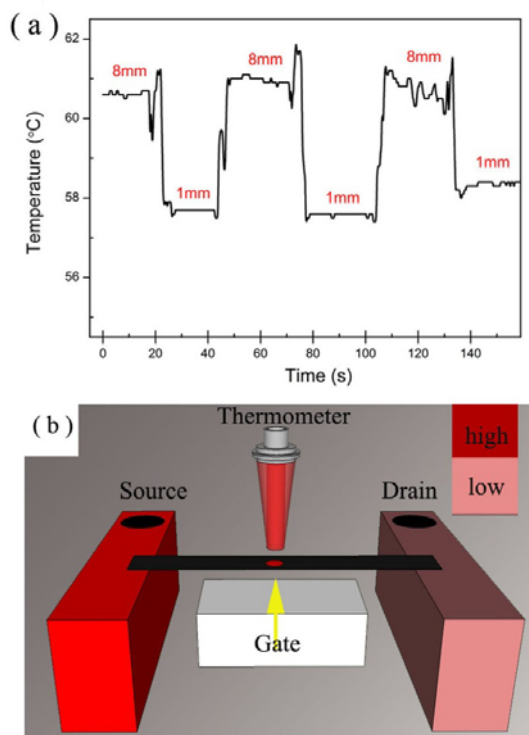 ( a )
62
60
58
56
Temperature (°C)
8mm
8mm
8mm
1mm
1mm
1mm
0
20
40
60
80
100
120
140
Time (s)
( b )
Thermometer
high
low
Source
Drain
Gate